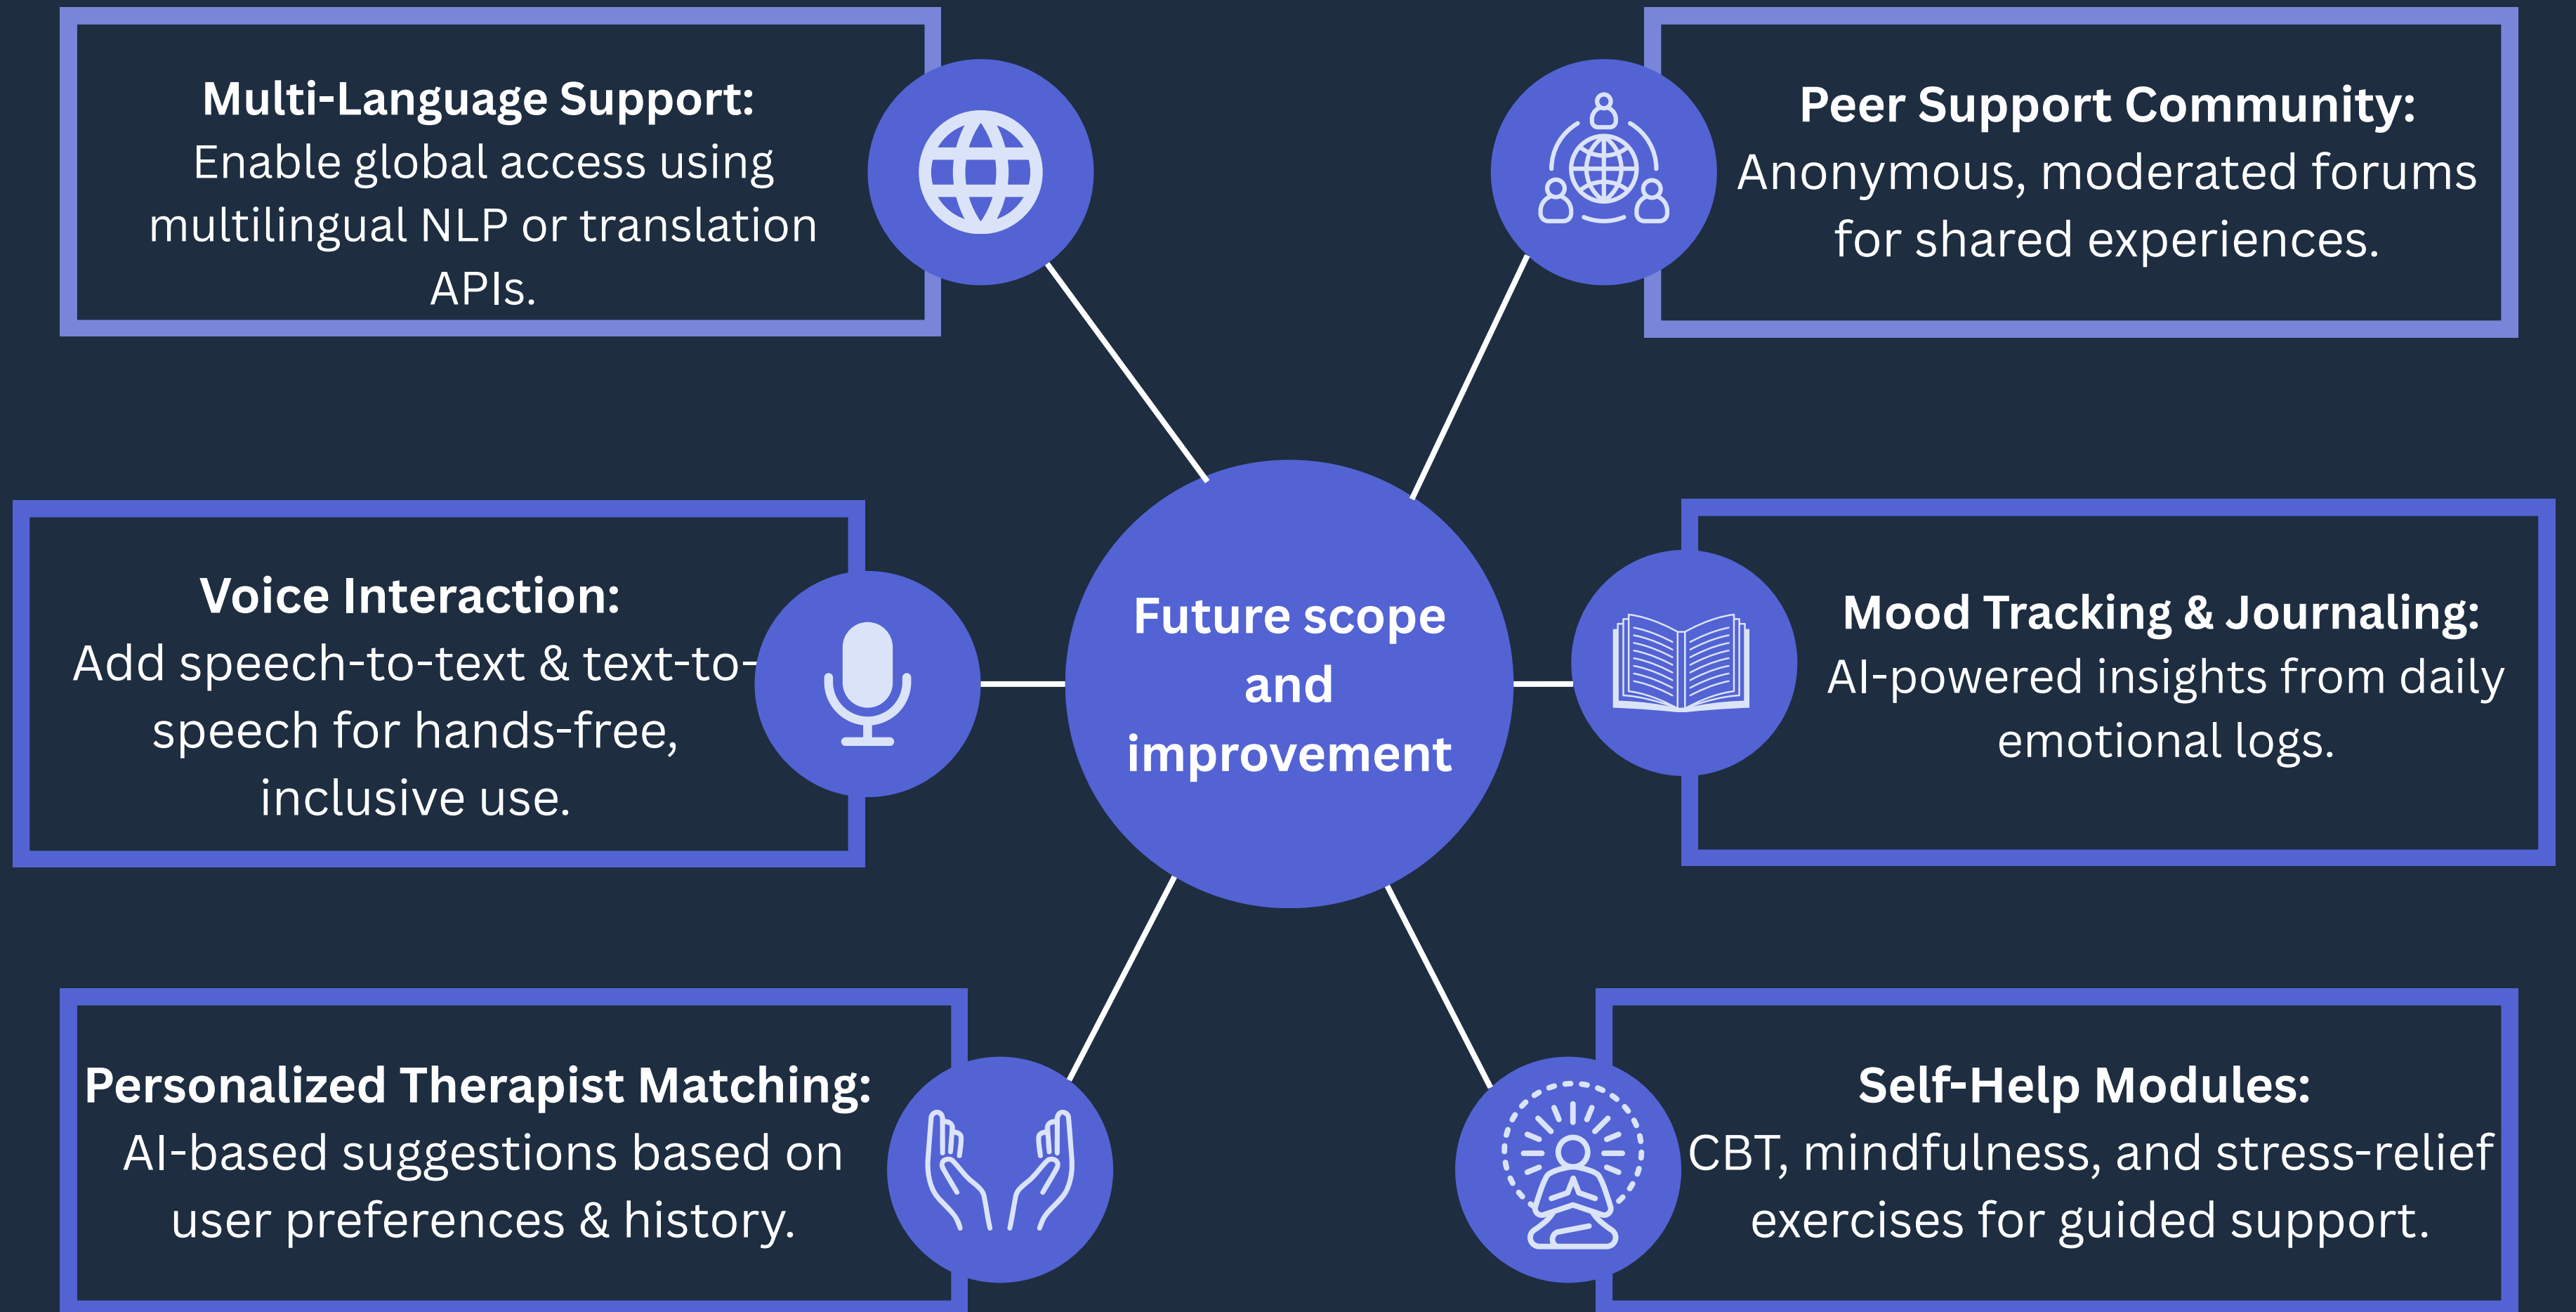 Multi-Language Support:
Enable global access using
multilingual NLP or translation
APIs.
Peer Support Community:
Anonymous, moderated forums
for shared experiences.
Voice Interaction:
Add speech-to-text & text-to-
speech for hands-free,
inclusive use.
Future scope
and
improvement
Mood Tracking & Journaling:
AI-powered insights from daily
emotional logs.
Personalized Therapist Matching:
AI-based suggestions based on
user preferences & history.
Self-Help Modules:
CBT, mindfulness, and stress-relief
exercises for guided support.